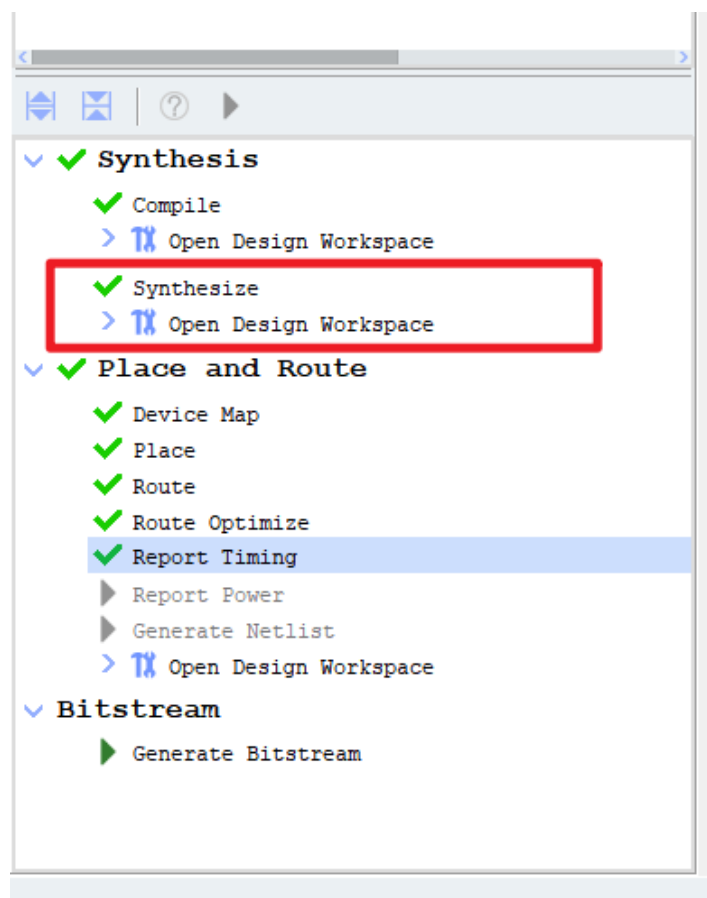 Synthesis
Compile
Open Design Workspace
Synthesize
Open Design Workspace
Place and Route
Device Map
Place
Route
Route Optimize
Report Timing
Report Power
Generate Netlist
Open Design Workspace
Bitstream
Generate Bitstream